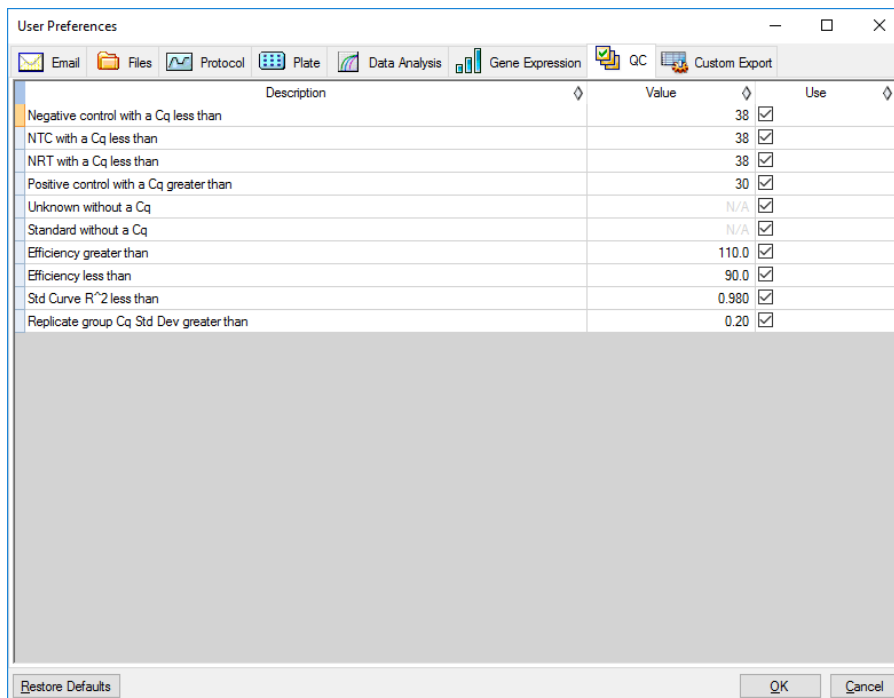 User Preferences
Email Files Protocol Plate Data Analysis Gene Expression QC Custom Export
Description Value Use
Negative control with a Cq less than 38
NTC with a Cq less than 38
NRT with a Cq less than 38
Positive control with a Cq greater than 30
Unknown without a Cq N/A
Standard without a Cq N/A
Efficiency greater than 110.0
Efficiency less than 90.0
Std Curve R^2 less than 0.980
Replicate group Cq Std Dev greater than 0.20
Restore Defaults OK Cancel